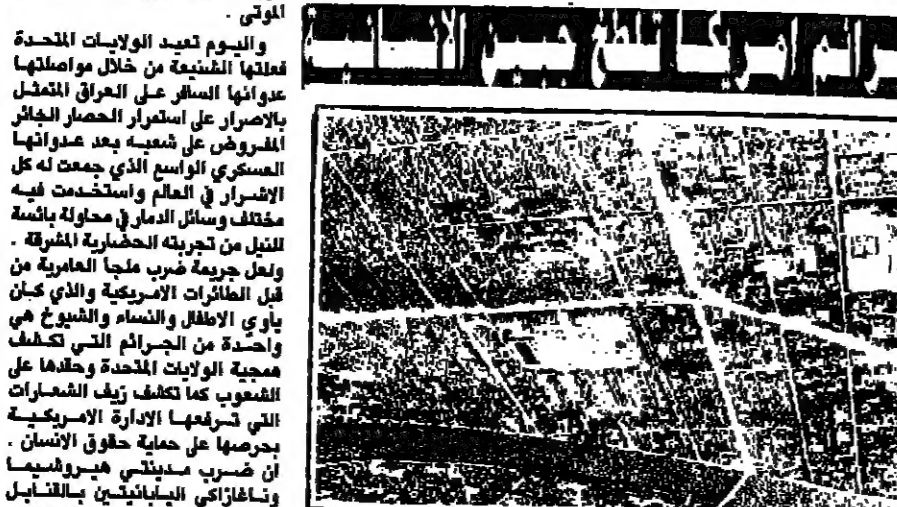 الموتى .
واليوم تعيد الولايات المتحدة
فعلتها الشنيعة من خلال مواصلتها
عدوانها السافر على العراق المتمثل
بالاصرار على استمرار الحصار الجائر
المفروض على شعبه بعد عدوانها
العسكري الواسع الذي جمعت له كل
الاشرار في العالم واستخدمت فيه
مختلف وسائل الدمار في محاولة بائسة
للنيل من تجربته الحضارية المشرقة .
ولعل جريمة ضرب ملجا العامرية من
قبل الطائرات الامريكية والذي كان
يأوي الاطفال والنساء والشيوخ هي
واحدة من الجرائم التي تكشف
همجية الولايات المتحدة وحقدها على
الشعوب كما تكشف زيف الشعارات
التي ترفعها الادارة الامريكية
بحرصها على حماية حقوق الانسان .
ان ضرب مدينتي هيروشيما
وناغازاكي اليابانيتين بالقنابل